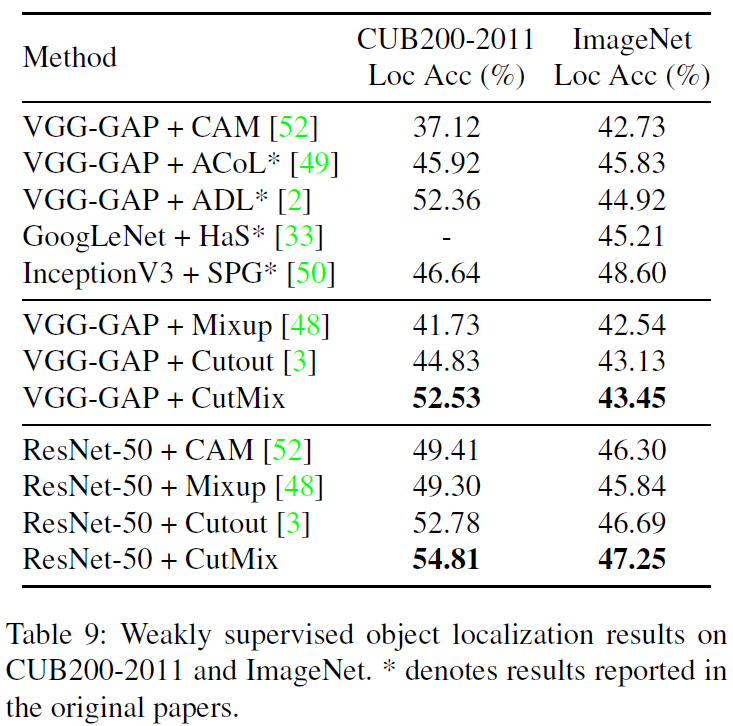 Method CUB200-2011 Loc Acc (%) ImageNet Loc Acc (%)
VGG-GAP + CAM [52] 37.12 42.73
VGG-GAP + ACoL* [49] 45.92 45.83
VGG-GAP + ADL* [2] 52.36 44.92
GoogLeNet + HaS* [33] - 45.21
InceptionV3 + SPG* [50] 46.64 48.60
VGG-GAP + Mixup [48] 41.73 42.54
VGG-GAP + Cutout [3] 44.83 43.13
VGG-GAP + CutMix 52.53 43.45
ResNet-50 + CAM [52] 49.41 46.30
ResNet-50 + Mixup [48] 49.30 45.84
ResNet-50 + Cutout [3] 52.78 46.69
ResNet-50 + CutMix 54.81 47.25
Table 9: Weakly supervised object localization results on
CUB200-2011 and ImageNet. * denotes results reported in
the original papers.